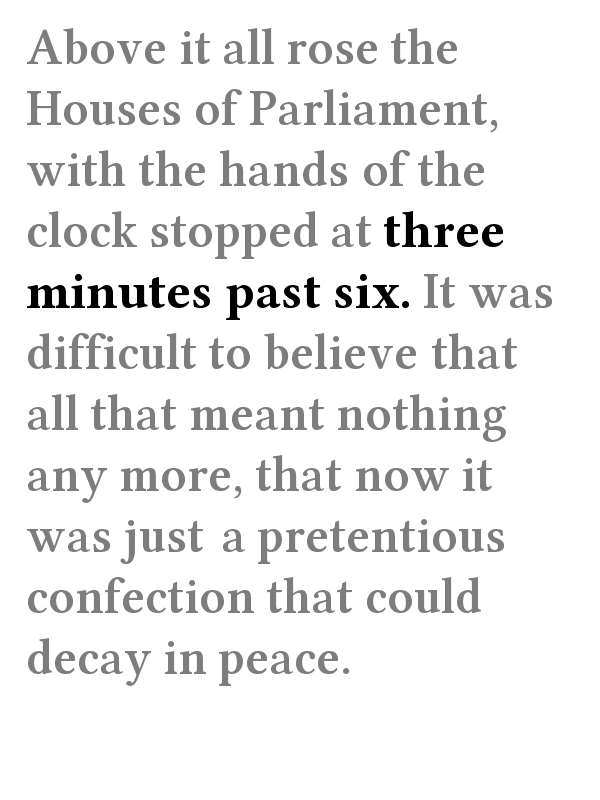 Above it all rose the
Houses of Parliament,
with the hands of the
clock stopped at three
minutes past six. It was
difficult to believe that
all that meant nothing
any more, that now it
was just a pretentious
confection that could
decay in peace.